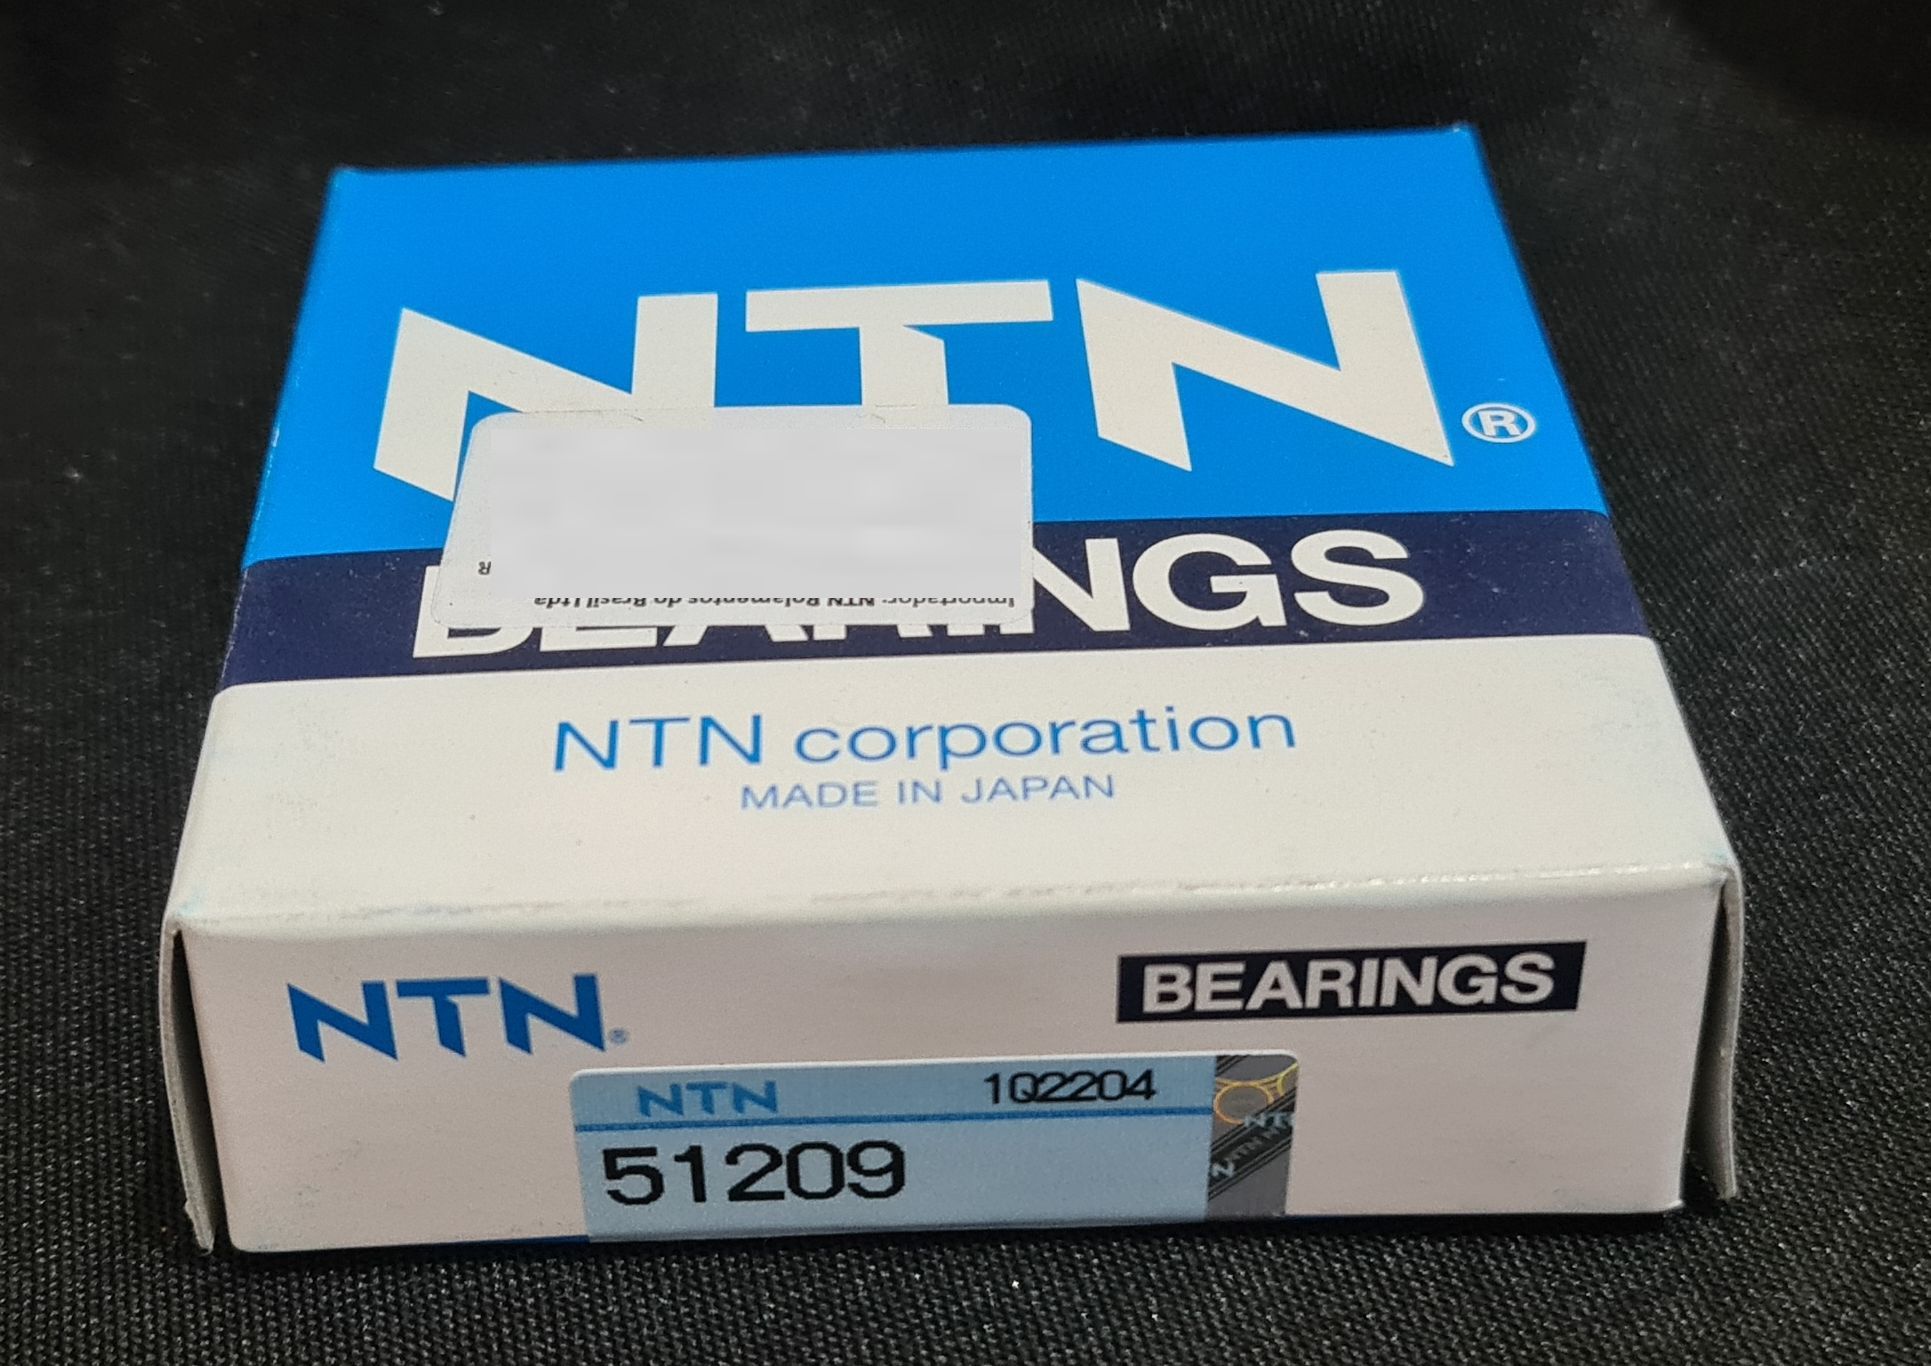 NTN®
BEARINGS
R
Importador: NTN Rolamentos do Brasil Ltda
NTN corporation
MADE IN JAPAN
NTN®
BEARINGS
NTN
1Q2204
51209